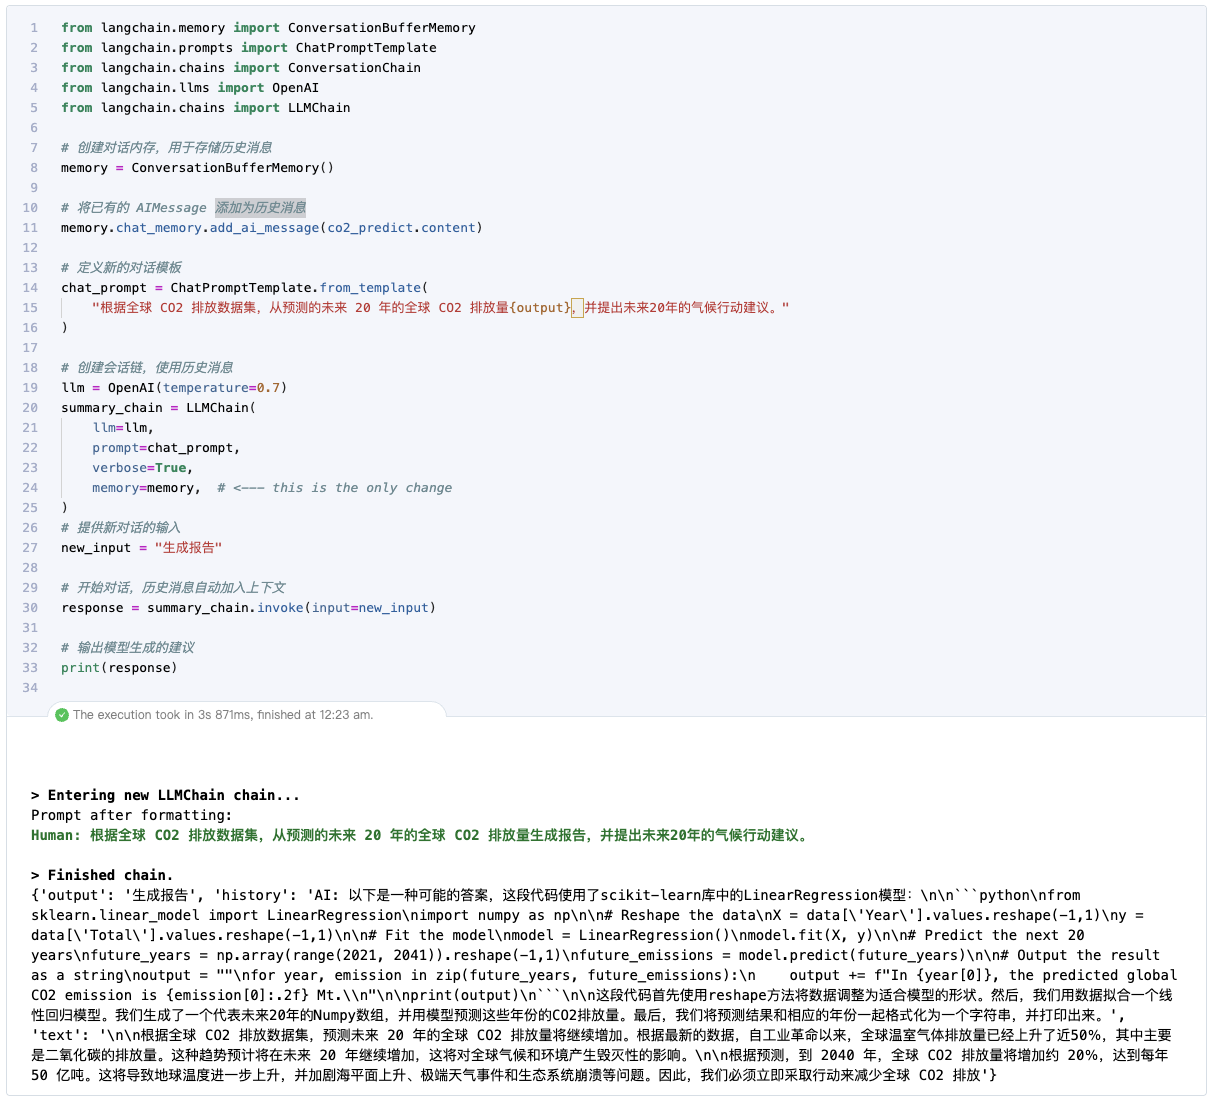 1 from langchain.memory import ConversationBufferMemory
2 from langchain.prompts import ChatPromptTemplate
3 from langchain.chains import ConversationChain
4 from langchain.llms import OpenAI
5 from langchain.chains import LLMChain
6
7 # 创建对话内存，用于存储历史消息
8 memory = ConversationBufferMemory()
9
10 # 将已有的 AIMessage 添加为历史消息
11 memory.chat_memory.add_ai_message(co2_predict.content)
12
13 # 定义新的对话模板
14 chat_prompt = ChatPromptTemplate.from_template(
15     "根据全球 CO2 排放数据集，从预测的未来 20 年的全球 CO2 排放量{output}，并提出未来20年的气候行动建议。"
16 )
17
18 # 创建会话链，使用历史消息
19 llm = OpenAI(temperature=0.7)
20 summary_chain = LLMChain(
21     llm=llm,
22     prompt=chat_prompt,
23     verbose=True,
24     memory=memory,  # <--- this is the only change
25 )
26 # 提供新对话的输入
27 new_input = "生成报告"
28
29 # 开始对话，历史消息自动加入上下文
30 response = summary_chain.invoke(input=new_input)
31
32 # 输出模型生成的建议
33 print(response)
34
The execution took in 3s 871ms, finished at 12:23 am.
> Entering new LLMChain chain...
Prompt after formatting:
Human: 根据全球 CO2 排放数据集，从预测的未来 20 年的全球 CO2 排放量生成报告，并提出未来20年的气候行动建议。
> Finished chain.
{'output': '生成报告', 'history': 'AI: 以下是一种可能的答案，这段代码使用了scikit-learn库中的LinearRegression模型：\n\n```python\nfrom
sklearn.linear_model import LinearRegression\nimport numpy as np\n\n# Reshape the data\nX = data[\'Year\'].values.reshape(-1,1)\ny =
data[\'Total\'].values.reshape(-1,1)\n\n# Fit the model\nmodel = LinearRegression()\nmodel.fit(X, y)\n\n# Predict the next 20
years\nfuture_years = np.array(range(2021, 2041)).reshape(-1,1)\nfuture_emissions = model.predict(future_years)\n\n# Output the result
as a string\noutput = ""\nfor year, emission in zip(future_years, future_emissions):\n    output += f"In {year[0]}, the predicted global
CO2 emission is {emission[0]:.2f} Mt.\\n"\n\nprint(output)\n```\n\n这段代码首先使用reshape方法将数据调整为适合模型的形状。然后，我们用数据拟合一个线
性回归模型。我们生成了一个代表未来20年的Numpy数组，并用模型预测这些年份的CO2排放量。最后，我们将预测结果和相应的年份一起格式化为一个字符串，并打印出来。',
'text': '\n\n根据全球 CO2 排放数据集，预测未来 20 年的全球 CO2 排放量将继续增加。根据最新的数据，自工业革命以来，全球温室气体排放量已经上升了近50%，其中主要
是二氧化碳的排放量。这种趋势预计将在未来 20 年继续增加，这将对全球气候和环境产生毁灭性的影响。\n\n根据预测，到 2040 年，全球 CO2 排放量将增加约 20%，达到每年
50 亿吨。这将导致地球温度进一步上升，并加剧海平面上升、极端天气事件和生态系统崩溃等问题。因此，我们必须立即采取行动来减少全球 CO2 排放'}